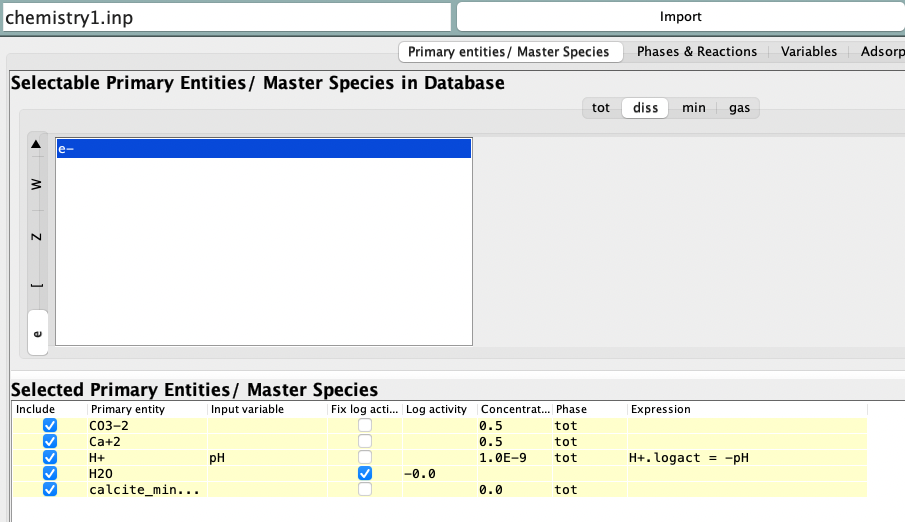 chemistry1.inp Import
Primary entities/ Master Species Phases & Reactions Variables Adsorp
Selectable Primary Entities/ Master Species in Database
tot diss min gas
e-
W
Z
[
e
Selected Primary Entities/ Master Species
Include Primary entity Input variable Fix log acti... Log activity Concentrat... Phase Expression
CO3-2 0.5 tot
Ca+2 0.5 tot
H+ pH 1.0E-9 tot H+.logact = -pH
H2O -0.0
calcite_min... 0.0 tot